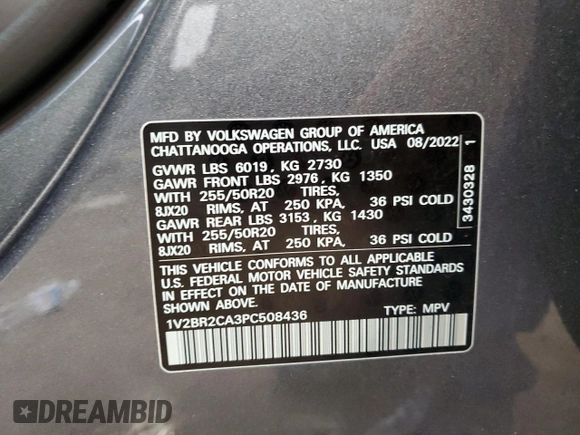 MFD BY VOLKSWAGEN GROUP OF AMERICA
CHATTANOOGA OPERATIONS, LLC. USA 08/2022
GVWR LBS 6019, KG 2730
GAWR FRONT LBS 2976, KG 1350
WITH 255/50R20 TIRES,
8JX20 RIMS, AT 250 KPA, 36 PSI COLD
GAWR REAR LBS 3153, KG 1430
WITH 255/50R20 TIRES,
8JX20 RIMS, AT 250 KPA, 36 PSI COLD
THIS VEHICLE CONFORMS TO ALL APPLICABLE
U.S. FEDERAL MOTOR VEHICLE SAFETY STANDARDS
IN EFFECT ON THE DATE OF MANUFACTURE
SHOWN ABOVE.
1V2BR2CA3PC508436 TYPE: MPV
3430328 1
DREAMBID